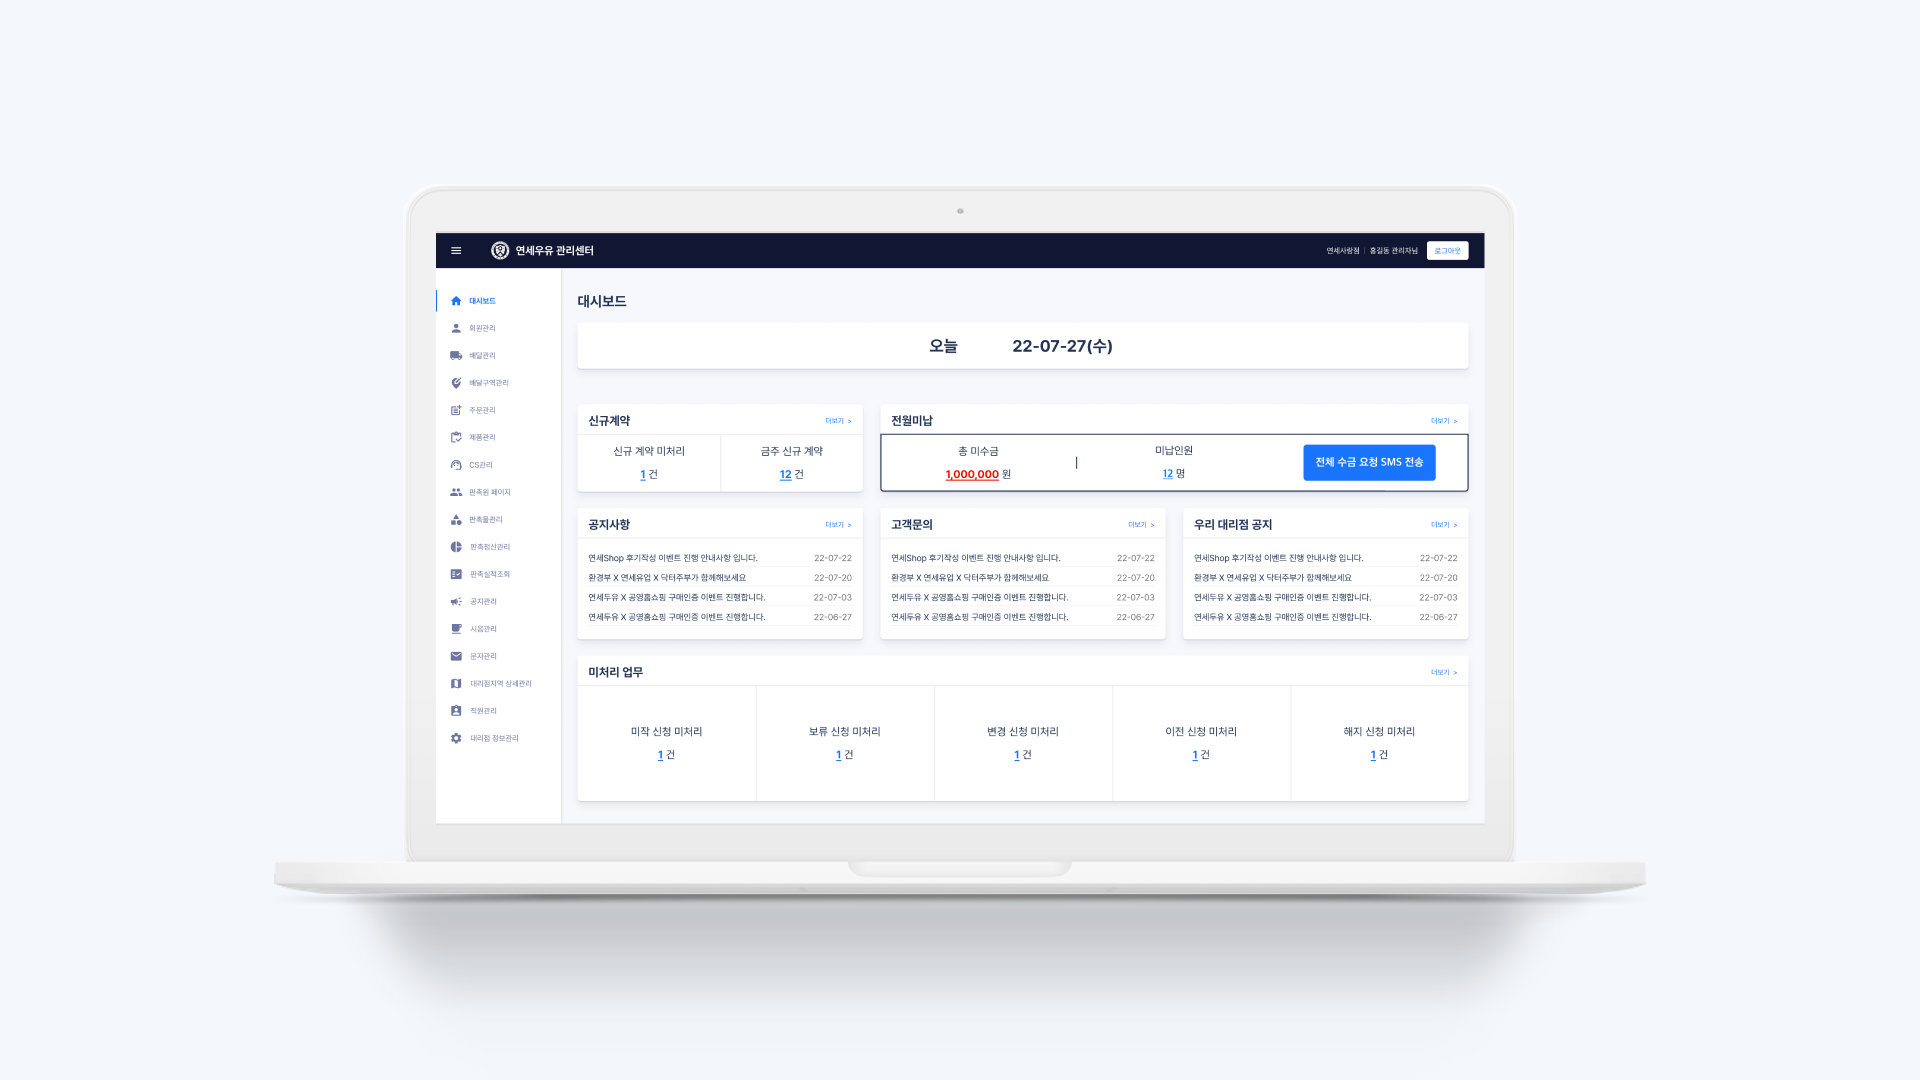 연세우유 관리센터
연세사랑점 | 홍길동 관리자님 로그아웃
대시보드
회원관리
배달관리
배달구역관리
주문관리
제품관리
CS관리
판촉원 페이지
판촉물관리
판촉정산관리
판촉실적조회
공지관리
시음관리
문자관리
대리점지역 상세관리
직원관리
대리점 정보관리
대시보드
오늘 22-07-27(수)
신규계약 더보기 >
신규 계약 미처리
1 건
금주 신규 계약
12 건
전월미납 더보기 >
총 미수금
1,000,000 원
미납인원
12 명
전체 수금 요청 SMS 전송
공지사항 더보기 >
연세Shop 후기작성 이벤트 진행 안내사항 입니다. 22-07-22
환경부 X 연세유업 X 닥터주부가 함께해보세요 22-07-20
연세두유 X 공영홈쇼핑 구매인증 이벤트 진행합니다. 22-07-03
연세두유 X 공영홈쇼핑 구매인증 이벤트 진행합니다. 22-06-27
고객문의 더보기 >
연세Shop 후기작성 이벤트 진행 안내사항 입니다. 22-07-22
환경부 X 연세유업 X 닥터주부가 함께해보세요 22-07-20
연세두유 X 공영홈쇼핑 구매인증 이벤트 진행합니다. 22-07-03
연세두유 X 공영홈쇼핑 구매인증 이벤트 진행합니다. 22-06-27
우리 대리점 공지 더보기 >
연세Shop 후기작성 이벤트 진행 안내사항 입니다. 22-07-22
환경부 X 연세유업 X 닥터주부가 함께해보세요 22-07-20
연세두유 X 공영홈쇼핑 구매인증 이벤트 진행합니다. 22-07-03
연세두유 X 공영홈쇼핑 구매인증 이벤트 진행합니다. 22-06-27
미처리 업무 더보기 >
미작 신청 미처리
1 건
보류 신청 미처리
1 건
변경 신청 미처리
1 건
이전 신청 미처리
1 건
해지 신청 미처리
1 건